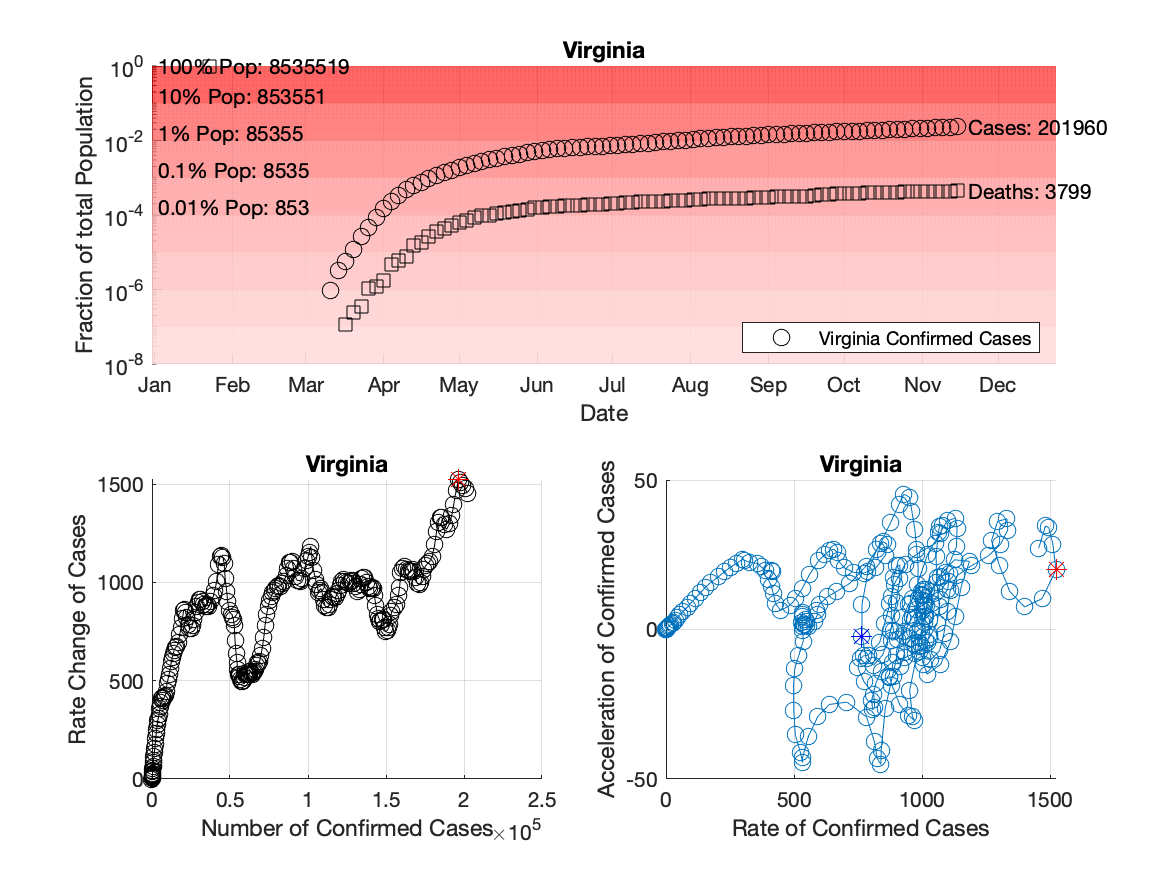 Virginia
Fraction of total Population
10^0
10^-2
10^-4
10^-6
10^-8
100% Pop: 8535519
10% Pop: 853551
1% Pop: 85355
0.1% Pop: 8535
0.01% Pop: 853
Cases: 201960
Deaths: 3799
Virginia Confirmed Cases
Jan Feb Mar Apr May Jun Jul Aug Sep Oct Nov Dec
Date
Virginia
Rate Change of Cases
1500
1000
500
0
0 0.5 1 1.5 2 2.5
Number of Confirmed Cases ×10^5
Virginia
Acceleration of Confirmed Cases
50
0
-50
0 500 1000 1500
Rate of Confirmed Cases